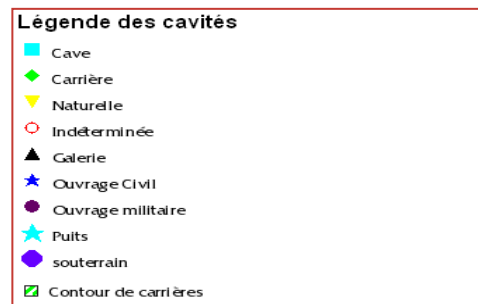 Légende des cavités
Cave
Carrière
Naturelle
Indéterminée
Galerie
Ouvrage Civil
Ouvrage militaire
Puits
souterrain
Contour de carrières